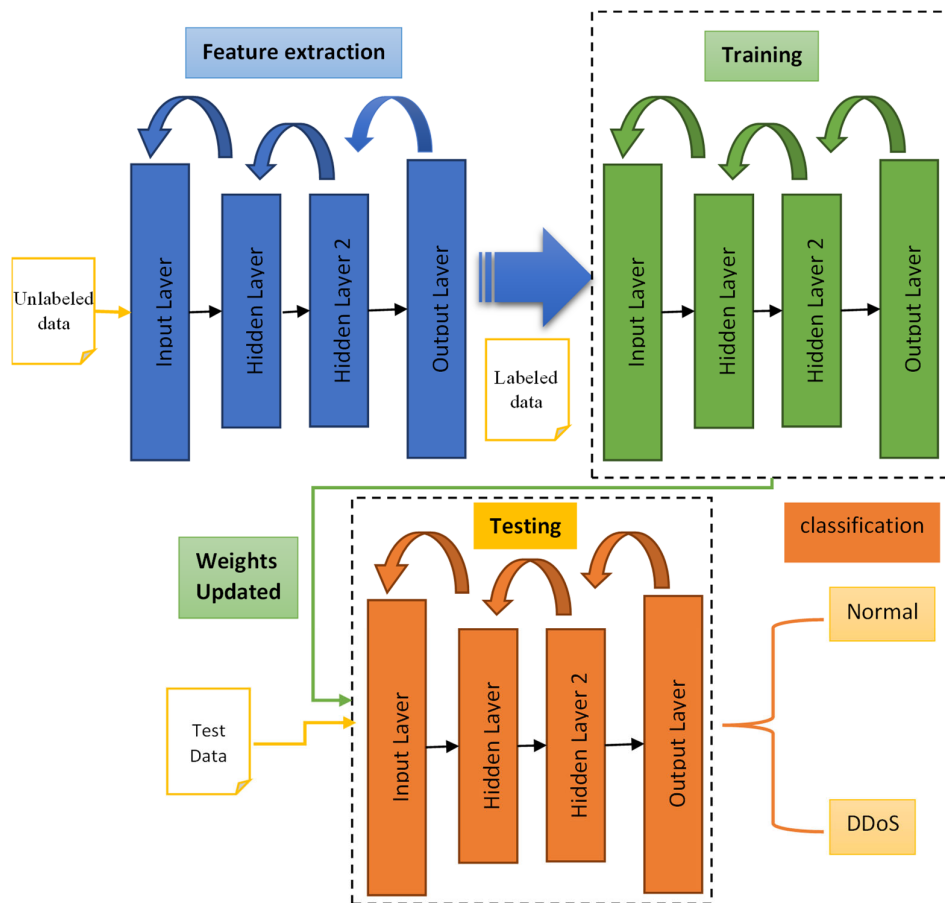 Feature extraction
Training
Unlabeled
data
Input Layer
Hidden Layer
Hidden Layer 2
Output Layer
Labeled
data
Input Layer
Hidden Layer
Hidden Layer 2
Output Layer
Weights
Updated
Testing
classification
Test
Data
Input Layer
Hidden Layer
Hidden Layer 2
Output Layer
Normal
DDoS